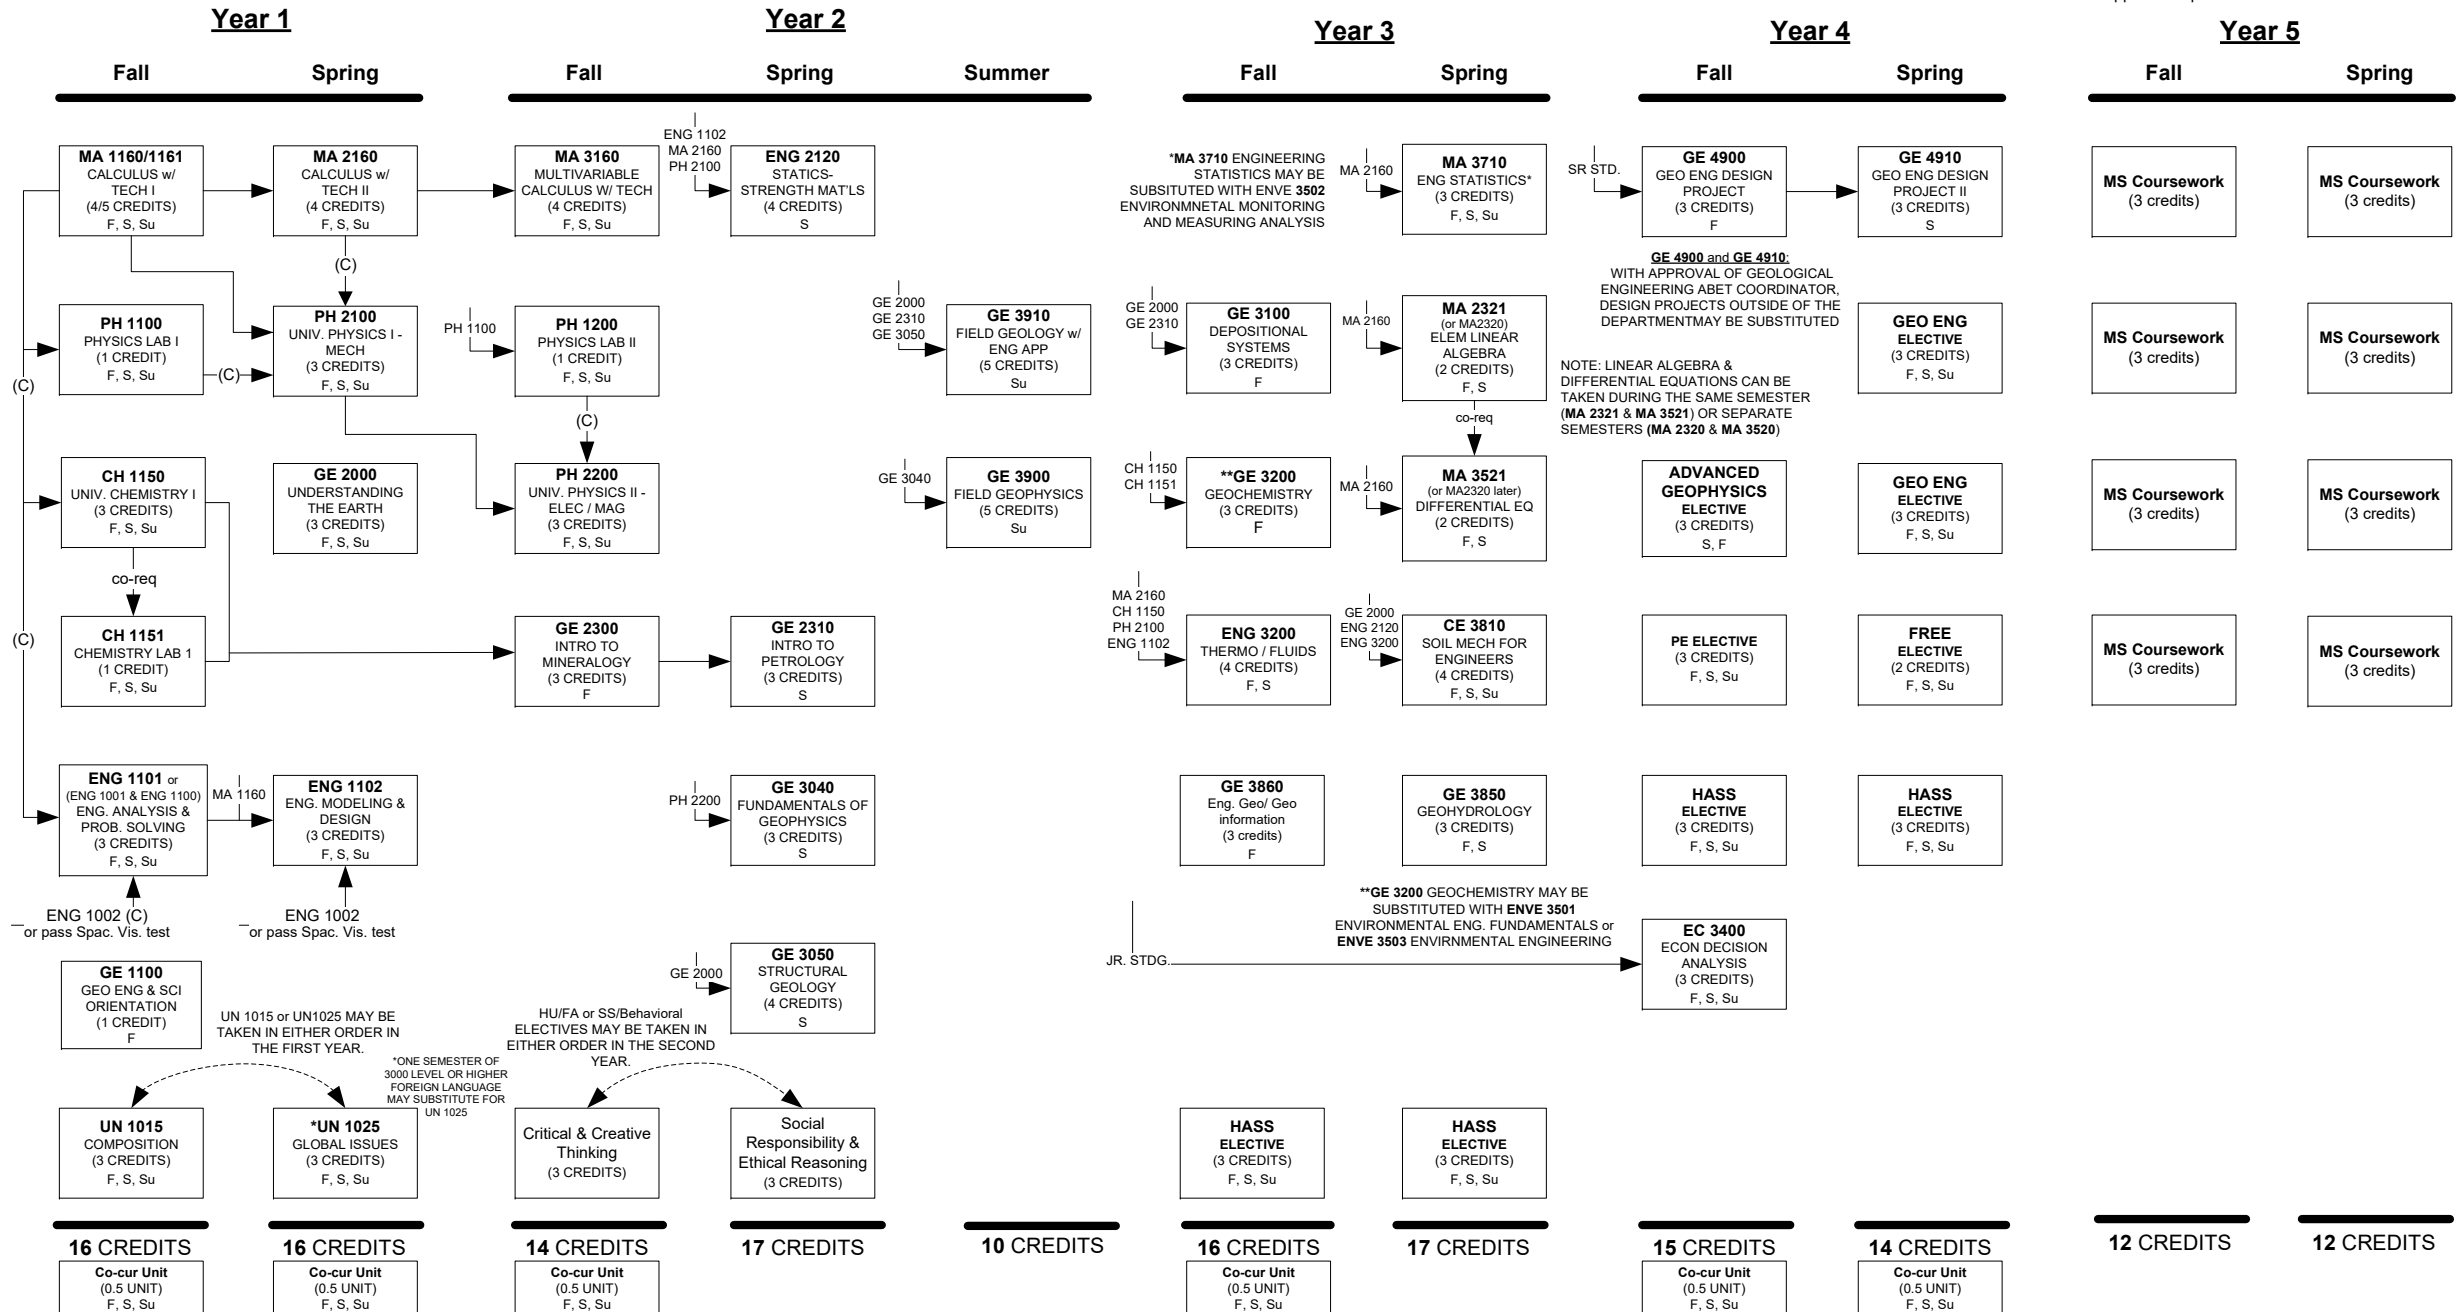 Year 1
Year 2
Year 3
Year 4
Year 5
Fall
Spring
Fall
Spring
Summer
Fall
Spring
Fall
Spring
Fall
Spring
MA 1160/1161
CALCULUS w/
TECH I
(4/5 CREDITS)
F, S, Su
MA 2160
CALCULUS w/
TECH II
(4 CREDITS)
F, S, Su
MA 3160
MULTIVARIABLE
CALCULUS W/ TECH
(4 CREDITS)
F, S, Su
ENG 1102
MA 2160
PH 2100
ENG 2120
STATICS-
STRENGTH MAT'LS
(4 CREDITS)
S
*MA 3710 ENGINEERING
STATISTICS MAY BE
SUBSITUTED WITH ENVE 3502
ENVIRONMNETAL MONITORING
AND MEASURING ANALYSIS
MA 2160
MA 3710
ENG STATISTICS*
(3 CREDITS)
F, S, Su
SR STD.
GE 4900
GEO ENG DESIGN
PROJECT
(3 CREDITS)
F
GE 4910
GEO ENG DESIGN
PROJECT II
(3 CREDITS)
S
MS Coursework
(3 credits)
MS Coursework
(3 credits)
(C)
GE 4900 and GE 4910:
WITH APPROVAL OF GEOLOGICAL
ENGINEERING ABET COORDINATOR,
DESIGN PROJECTS OUTSIDE OF THE
DEPARTMENTMAY BE SUBSTITUTED
PH 1100
PHYSICS LAB I
(1 CREDIT)
F, S, Su
(C)
(C)
PH 2100
UNIV. PHYSICS I -
MECH
(3 CREDITS)
F, S, Su
PH 1100
PH 1200
PHYSICS LAB II
(1 CREDIT)
F, S, Su
(C)
GE 2000
GE 2310
GE 3050
GE 3910
FIELD GEOLOGY w/
ENG APP
(5 CREDITS)
Su
GE 2000
GE 2310
GE 3100
DEPOSITIONAL
SYSTEMS
(3 CREDITS)
F
MA 2160
MA 2321
(or MA2320)
ELEM LINEAR
ALGEBRA
(2 CREDITS)
F, S
co-req
NOTE: LINEAR ALGEBRA &
DIFFERENTIAL EQUATIONS CAN BE
TAKEN DURING THE SAME SEMESTER
(MA 2321 & MA 3521) OR SEPARATE
SEMESTERS (MA 2320 & MA 3520)
GEO ENG
ELECTIVE
(3 CREDITS)
F, S, Su
MS Coursework
(3 credits)
MS Coursework
(3 credits)
CH 1150
UNIV. CHEMISTRY I
(3 CREDITS)
F, S, Su
co-req
GE 2000
UNDERSTANDING
THE EARTH
(3 CREDITS)
F, S, Su
PH 2200
UNIV. PHYSICS II -
ELEC / MAG
(3 CREDITS)
F, S, Su
GE 3040
GE 3900
FIELD GEOPHYSICS
(5 CREDITS)
Su
CH 1150
CH 1151
**GE 3200
GEOCHEMISTRY
(3 CREDITS)
F
MA 2160
MA 3521
(or MA2320 later)
DIFFERENTIAL EQ
(2 CREDITS)
F, S
ADVANCED
GEOPHYSICS
ELECTIVE
(3 CREDITS)
S, F
GEO ENG
ELECTIVE
(3 CREDITS)
F, S, Su
MS Coursework
(3 credits)
MS Coursework
(3 credits)
(C)
CH 1151
CHEMISTRY LAB 1
(1 CREDIT)
F, S, Su
GE 2300
INTRO TO
MINERALOGY
(3 CREDITS)
F
GE 2310
INTRO TO
PETROLOGY
(3 CREDITS)
S
MA 2160
CH 1150
PH 2100
ENG 1102
ENG 3200
THERMO / FLUIDS
(4 CREDITS)
F, S
GE 2000
ENG 2120
ENG 3200
CE 3810
SOIL MECH FOR
ENGINEERS
(4 CREDITS)
F, S, Su
PE ELECTIVE
(3 CREDITS)
F, S, Su
FREE
ELECTIVE
(2 CREDITS)
F, S, Su
MS Coursework
(3 credits)
MS Coursework
(3 credits)
ENG 1101 or
(ENG 1001 & ENG 1100)
ENG. ANALYSIS &
PROB. SOLVING
(3 CREDITS)
F, S, Su
MA 1160
ENG 1102
ENG. MODELING &
DESIGN
(3 CREDITS)
F, S, Su
PH 2200
GE 3040
FUNDAMENTALS OF
GEOPHYSICS
(3 CREDITS)
S
GE 3860
Eng. Geo/ Geo
information
(3 credits)
F
GE 3850
GEOHYDROLOGY
(3 CREDITS)
F, S
HASS
ELECTIVE
(3 CREDITS)
F, S, Su
HASS
ELECTIVE
(3 CREDITS)
F, S, Su
ENG 1002 (C)
or pass Spac. Vis. test
ENG 1002
or pass Spac. Vis. test
**GE 3200 GEOCHEMISTRY MAY BE
SUBSTITUTED WITH ENVE 3501
ENVIRONMENTAL ENG. FUNDAMENTALS or
ENVE 3503 ENVIRNMENTAL ENGINEERING
JR. STDG.
EC 3400
ECON DECISION
ANALYSIS
(3 CREDITS)
F, S, Su
GE 1100
GEO ENG & SCI
ORIENTATION
(1 CREDIT)
F
GE 2000
GE 3050
STRUCTURAL
GEOLOGY
(4 CREDITS)
S
UN 1015 or UN1025 MAY BE
TAKEN IN EITHER ORDER IN
THE FIRST YEAR.
*ONE SEMESTER OF
3000 LEVEL OR HIGHER
FOREIGN LANGUAGE
MAY SUBSTITUTE FOR
UN 1025
HU/FA or SS/Behavioral
ELECTIVES MAY BE TAKEN IN
EITHER ORDER IN THE SECOND
YEAR.
UN 1015
COMPOSITION
(3 CREDITS)
F, S, Su
*UN 1025
GLOBAL ISSUES
(3 CREDITS)
F, S, Su
Critical & Creative
Thinking
(3 CREDITS)
Social
Responsibility &
Ethical Reasoning
(3 CREDITS)
HASS
ELECTIVE
(3 CREDITS)
F, S, Su
HASS
ELECTIVE
(3 CREDITS)
F, S, Su
16 CREDITS
16 CREDITS
14 CREDITS
17 CREDITS
10 CREDITS
16 CREDITS
17 CREDITS
15 CREDITS
14 CREDITS
12 CREDITS
12 CREDITS
Co-cur Unit
(0.5 UNIT)
F, S, Su
Co-cur Unit
(0.5 UNIT)
F, S, Su
Co-cur Unit
(0.5 UNIT)
F, S, Su
Co-cur Unit
(0.5 UNIT)
F, S, Su
Co-cur Unit
(0.5 UNIT)
F, S, Su
Co-cur Unit
(0.5 UNIT)
F, S, Su